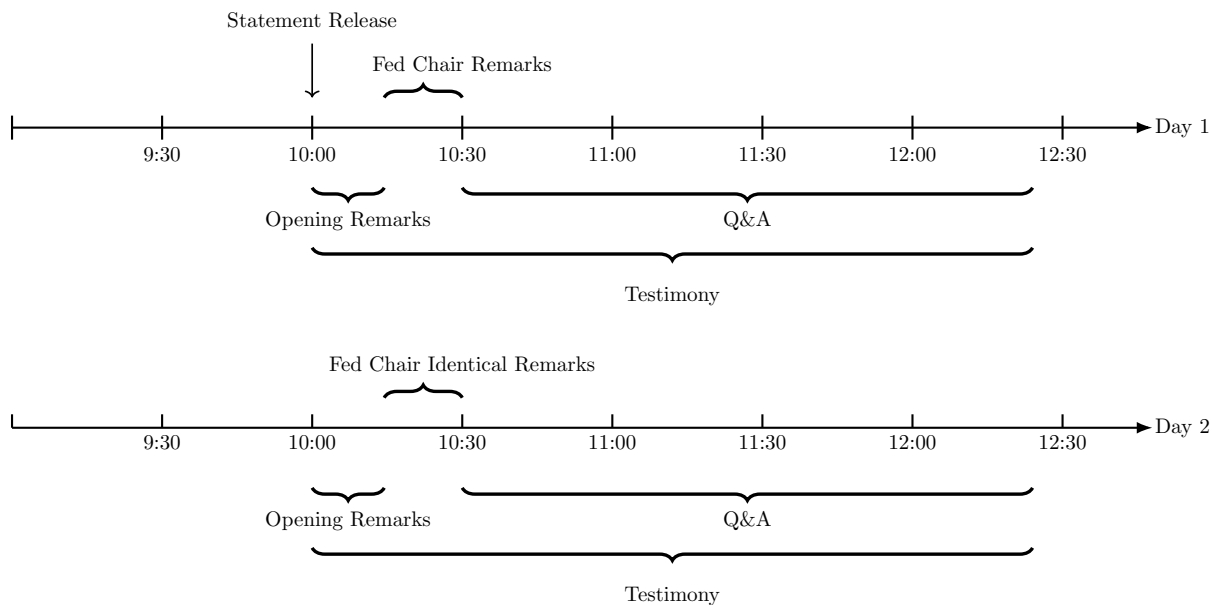 Statement Release
Fed Chair Remarks
Day 1
9:30 10:00 10:30 11:00 11:30 12:00 12:30
Opening Remarks Q&A
Testimony
Fed Chair Identical Remarks
Day 2
9:30 10:00 10:30 11:00 11:30 12:00 12:30
Opening Remarks Q&A
Testimony